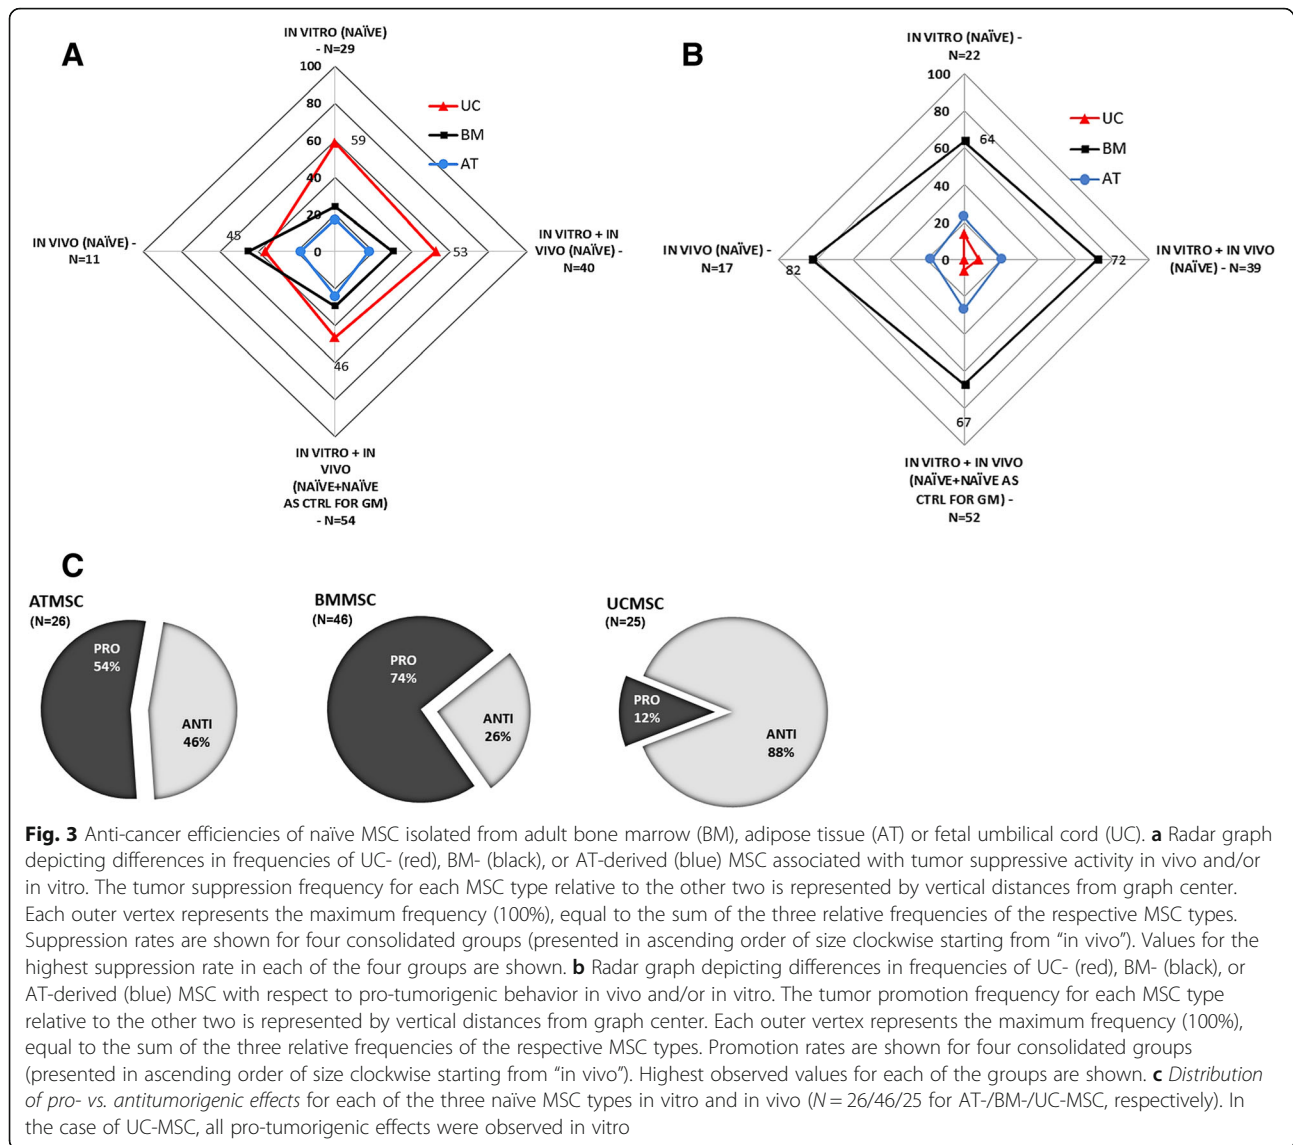 A
IN VITRO (NAÏVE)
- N=29
100
80
60
40
20
0
59
UC
BM
AT
45
IN VIVO (NAÏVE) -
N=11
53
IN VITRO + IN
VIVO (NAÏVE) -
N=40
46
IN VITRO + IN
VIVO
(NAÏVE+NAÏVE
AS CTRL FOR GM)
- N=54
B
IN VITRO (NAÏVE) -
N=22
100
80
60
40
20
0
64
UC
BM
AT
IN VIVO (NAÏVE) -
N=17
82
72
IN VITRO + IN VIVO
(NAÏVE) - N=39
67
IN VITRO + IN VIVO
(NAÏVE+NAÏVE AS
CTRL FOR GM) -
N=52
C
ATMSC
(N=26)
PRO
54%
ANTI
46%
BMMSC
(N=46)
PRO
74%
ANTI
26%
UCMSC
(N=25)
PRO
12%
ANTI
88%
Fig. 3 Anti-cancer efficiencies of naïve MSC isolated from adult bone marrow (BM), adipose tissue (AT) or fetal umbilical cord (UC). a Radar graph
depicting differences in frequencies of UC- (red), BM- (black), or AT-derived (blue) MSC associated with tumor suppressive activity in vivo and/or
in vitro. The tumor suppression frequency for each MSC type relative to the other two is represented by vertical distances from graph center.
Each outer vertex represents the maximum frequency (100%), equal to the sum of the three relative frequencies of the respective MSC types.
Suppression rates are shown for four consolidated groups (presented in ascending order of size clockwise starting from “in vivo”). Values for the
highest suppression rate in each of the four groups are shown. b Radar graph depicting differences in frequencies of UC- (red), BM- (black), or
AT-derived (blue) MSC with respect to pro-tumorigenic behavior in vivo and/or in vitro. The tumor promotion frequency for each MSC type
relative to the other two is represented by vertical distances from graph center. Each outer vertex represents the maximum frequency (100%),
equal to the sum of the three relative frequencies of the respective MSC types. Promotion rates are shown for four consolidated groups
(presented in ascending order of size clockwise starting from “in vivo”). Highest observed values for each of the groups are shown. c Distribution
of pro- vs. antitumorigenic effects for each of the three naïve MSC types in vitro and in vivo (N = 26/46/25 for AT-/BM-/UC-MSC, respectively). In
the case of UC-MSC, all pro-tumorigenic effects were observed in vitro